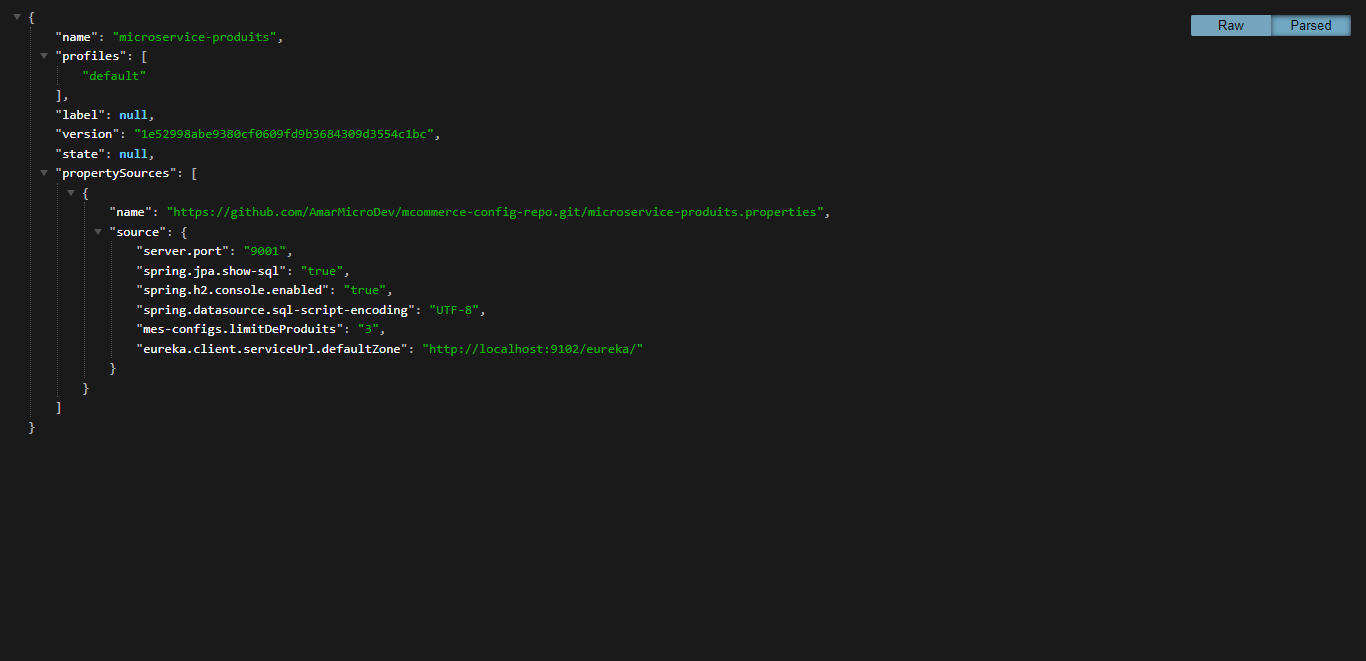 {
Raw
Parsed
"name": "microservice-produits",
"profiles": [
"default"
],
"label": null,
"version": "1e52998abe9380cf0609fd9b3684309d3554c1bc",
"state": null,
"propertySources": [
{
"name": "https://github.com/AmarMicroDev/mcommerce-config-repo.git/microservice-produits.properties",
"source": {
"server.port": "9001",
"spring.jpa.show-sql": "true",
"spring.h2.console.enabled": "true",
"spring.datasource.sql-script-encoding": "UTF-8",
"mes-configs.limitDeProduits": "3",
"eureka.client.serviceUrl.defaultZone": "http://localhost:9102/eureka/"
}
}
]
}